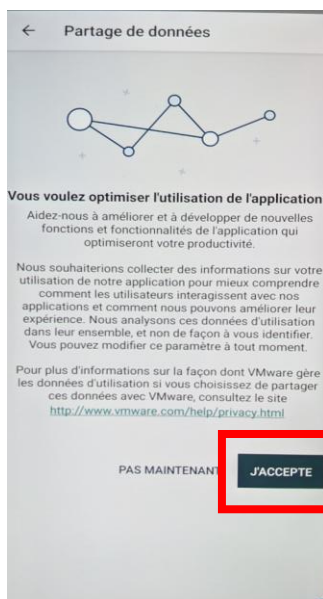 Partage de données
Vous voulez optimiser l'utilisation de l'application
Aidez-nous à améliorer et à développer de nouvelles
fonctions et fonctionnalités de l'application qui
optimiseront votre productivité.
Nous souhaiterions collecter des informations sur votre
utilisation de notre application pour mieux comprendre
comment les utilisateurs interagissent avec nos
applications et comment nous pouvons améliorer leur
expérience. Nous analysons ces données d'utilisation
dans leur ensemble, et non de façon à vous identifier.
Vous pouvez modifier ce paramètre à tout moment.
Pour plus d'informations sur la façon dont VMware gère
les données d'utilisation si vous choisissez de partager
ces données avec VMware, consultez le site
http://www.vmware.com/help/privacy.html
PAS MAINTENANT J'ACCEPTE